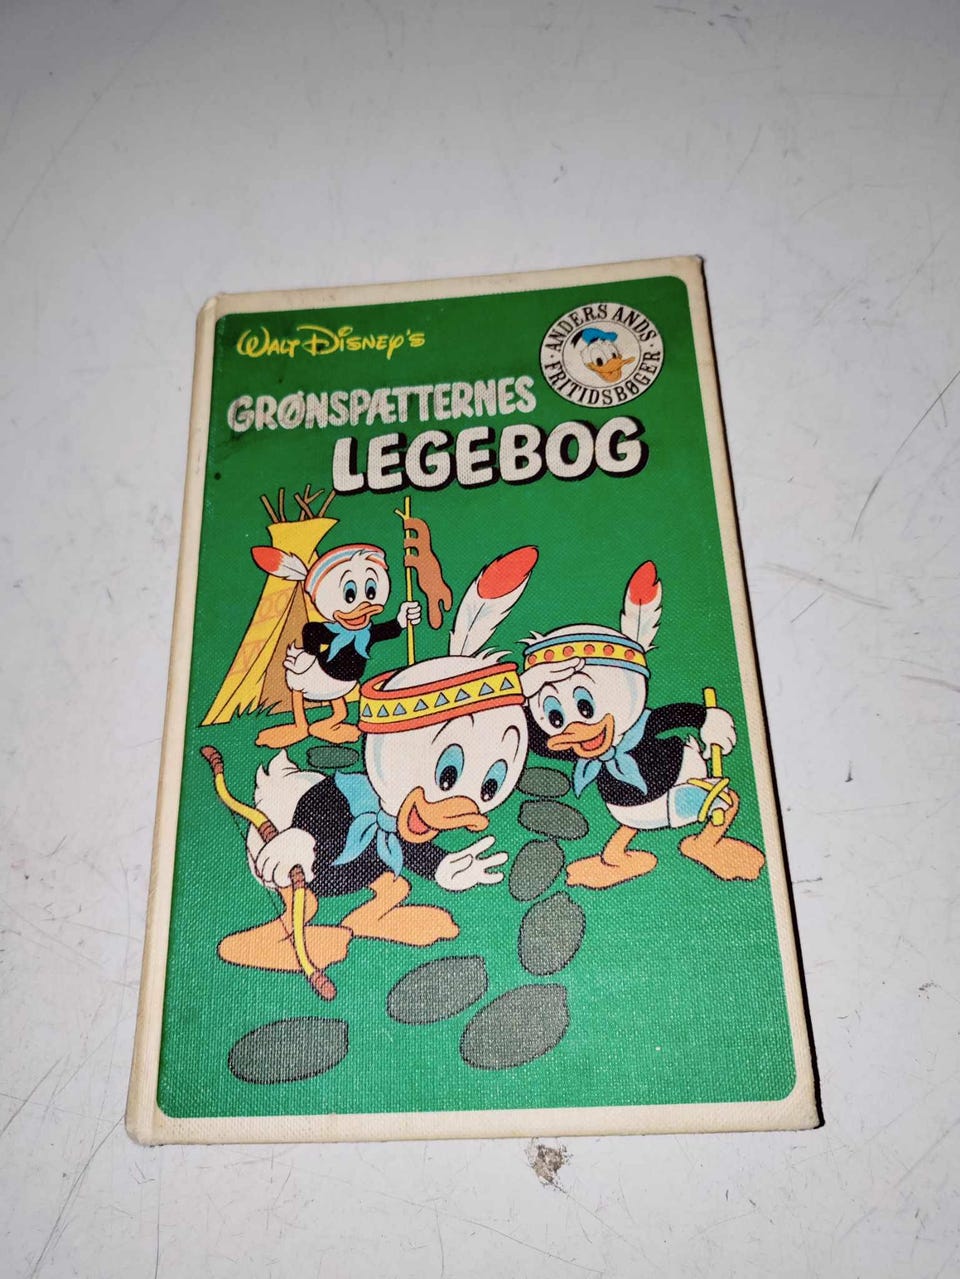 Walt Disney's
ANDERS ANDS
FRITIDSBØGER
GRØNSPÆTTERNES
LEGEBOG